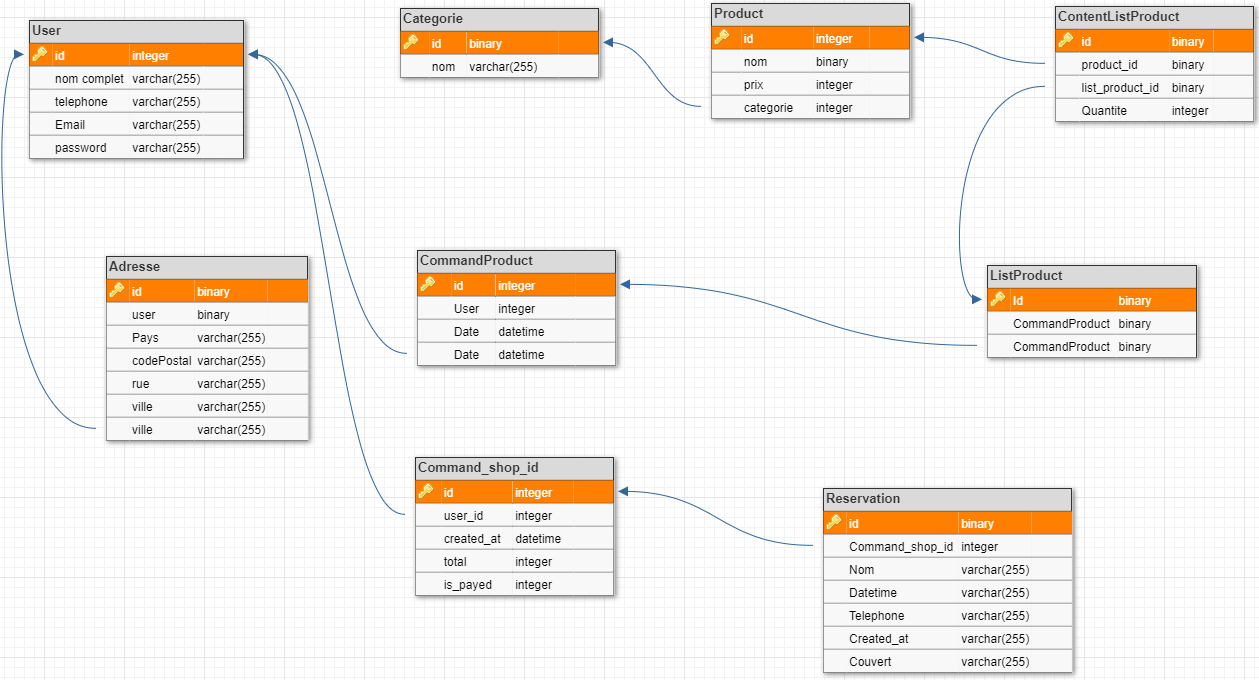 User
id integer
nom complet varchar(255)
telephone varchar(255)
Email varchar(255)
password varchar(255)
Categorie
id binary
nom varchar(255)
Product
id integer
nom binary
prix integer
categorie integer
ContentListProduct
id binary
product_id binary
list_product_id binary
Quantite integer
Adresse
id binary
user binary
Pays varchar(255)
codePostal varchar(255)
rue varchar(255)
ville varchar(255)
ville varchar(255)
CommandProduct
id integer
User integer
Date datetime
Date datetime
ListProduct
Id binary
CommandProduct binary
CommandProduct binary
Command_shop_id
id integer
user_id integer
created_at datetime
total integer
is_payed integer
Reservation
id binary
Command_shop_id integer
Nom varchar(255)
Datetime varchar(255)
Telephone varchar(255)
Created_at varchar(255)
Couvert varchar(255)